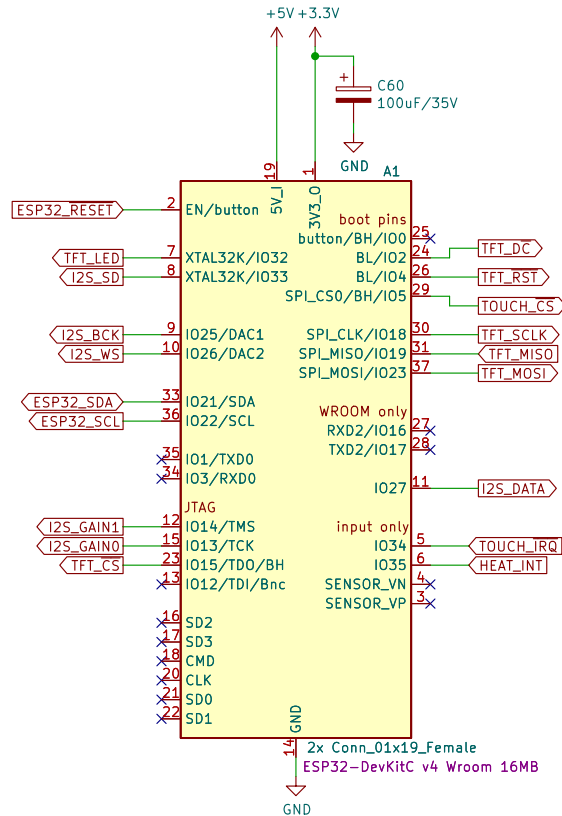 +5V +3.3V
C60
100uF/35V
GND
A1
19
5V_I
1
3V3_O
ESP32_RESET 2 EN/button
boot pins
button/BH/IO0 25
TFT_LED 7 XTAL32K/IO32
BL/IO2 24 TFT_DC
I2S_SD 8 XTAL32K/IO33
BL/IO4 26 TFT_RST
SPI_CS0/BH/IO5 29 TOUCH_CS
I2S_BCK 9 IO25/DAC1
SPI_CLK/IO18 30 TFT_SCLK
I2S_WS 10 IO26/DAC2
SPI_MISO/IO19 31 TFT_MISO
SPI_MOSI/IO23 37 TFT_MOSI
ESP32_SDA 33 IO21/SDA
ESP32_SCL 36 IO22/SCL
WROOM only
RXD2/IO16 27
TXD2/IO17 28
35 IO1/TXD0
34 IO3/RXD0
IO27 11 I2S_DATA
JTAG
I2S_GAIN1 12 IO14/TMS
input only
I2S_GAIN0 15 IO13/TCK
IO34 5 TOUCH_IRQ
TFT_CS 23 IO15/TDO/BH
IO35 6 HEAT_INT
13 IO12/TDI/Bnc
SENSOR_VN 4
SENSOR_VP 3
16 SD2
17 SD3
18 CMD
20 CLK
21 SD0
22 SD1
GND
14
2x Conn_01x19_Female
ESP32-DevKitC v4 Wroom 16MB
GND